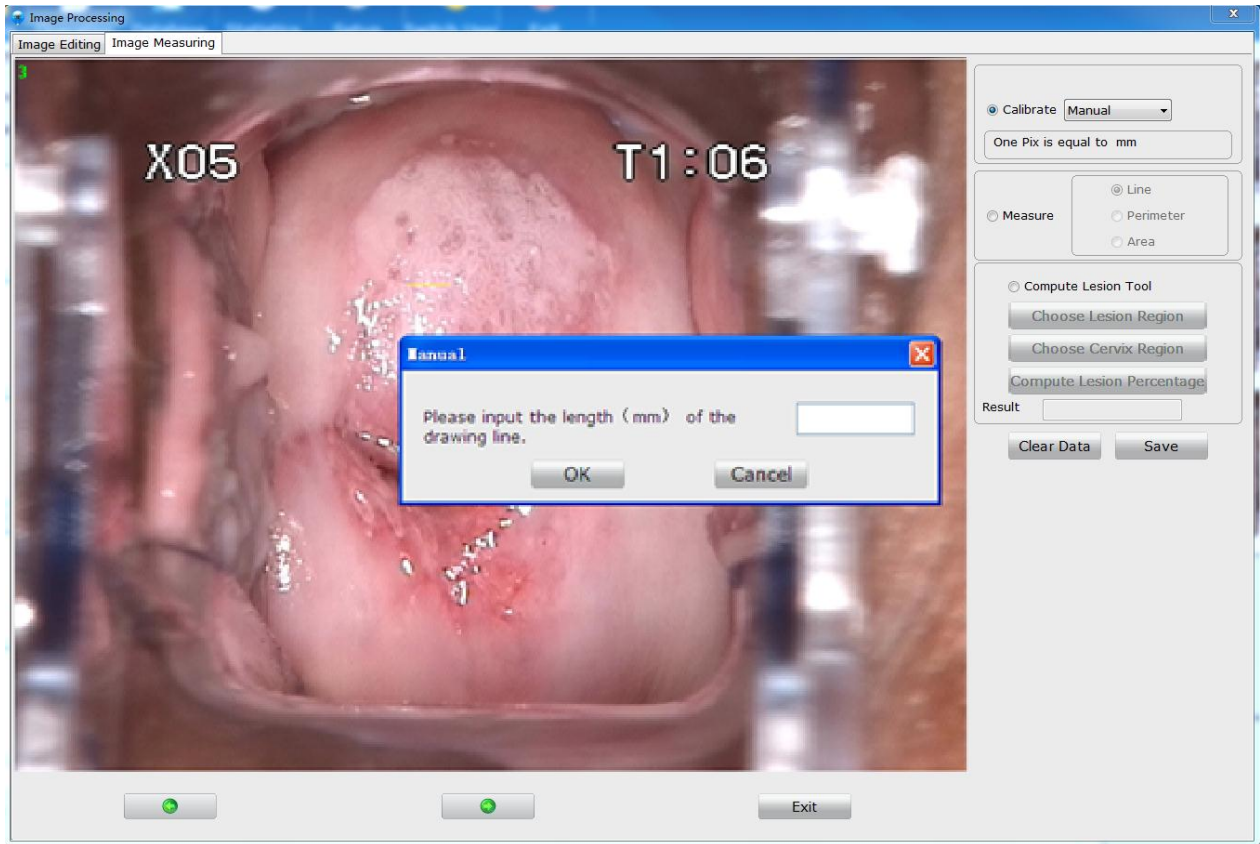 Image Processing
x
Image Editing
Image Measuring
3
X05
T1:06
Calibrate
Manual
One Pix is equal to mm
Measure
Line
Perimeter
Area
Compute Lesion Tool
Choose Lesion Region
Choose Cervix Region
Compute Lesion Percentage
Result
Clear Data
Save
Manual
Please input the length (mm) of the
drawing line.
OK
Cancel
Exit